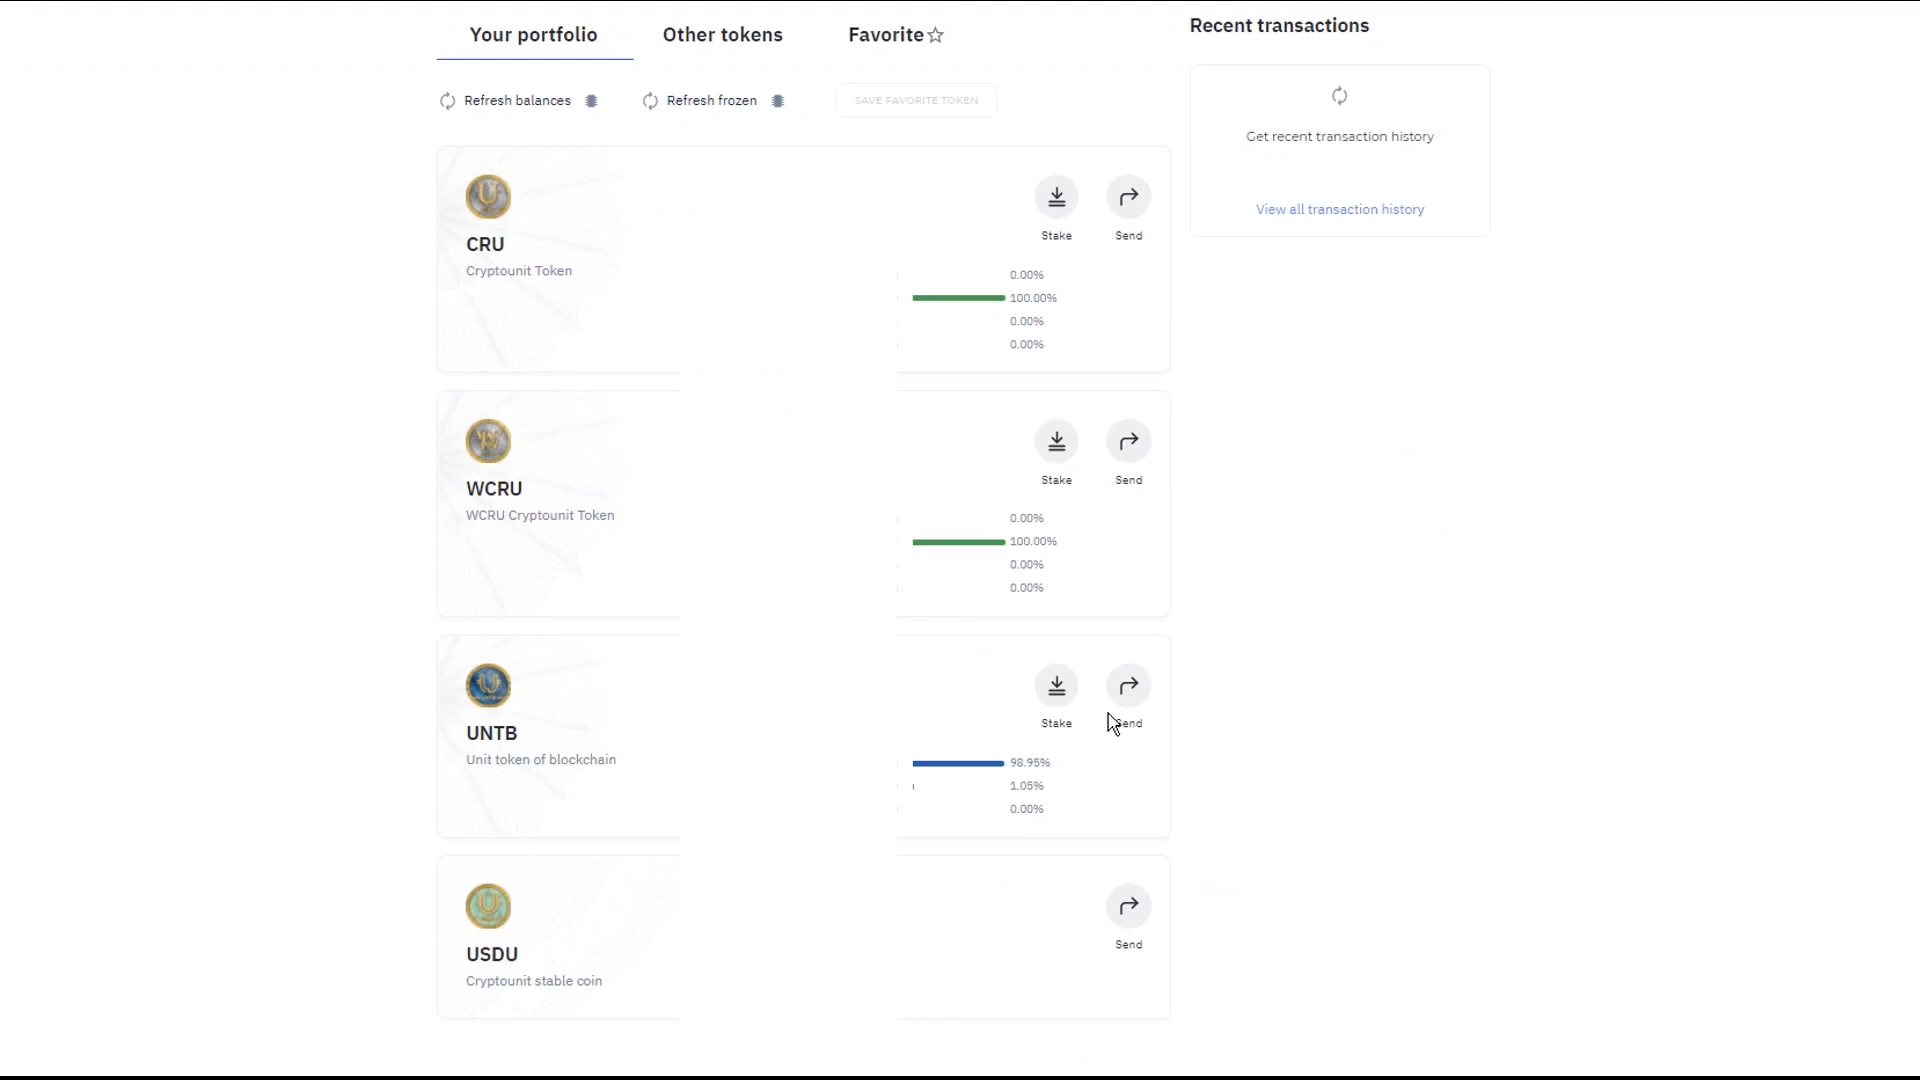 Your portfolio
Other tokens
Favorite
Recent transactions
Refresh balances
Refresh frozen
SAVE FAVORITE TOKEN
Get recent transaction history
View all transaction history
CRU
Cryptounit Token
Stake
Send
0.00%
100.00%
0.00%
0.00%
WCRU
WCRU Cryptounit Token
Stake
Send
0.00%
100.00%
0.00%
0.00%
UNTB
Unit token of blockchain
Stake
Send
98.95%
1.05%
0.00%
USDU
Cryptounit stable coin
Send